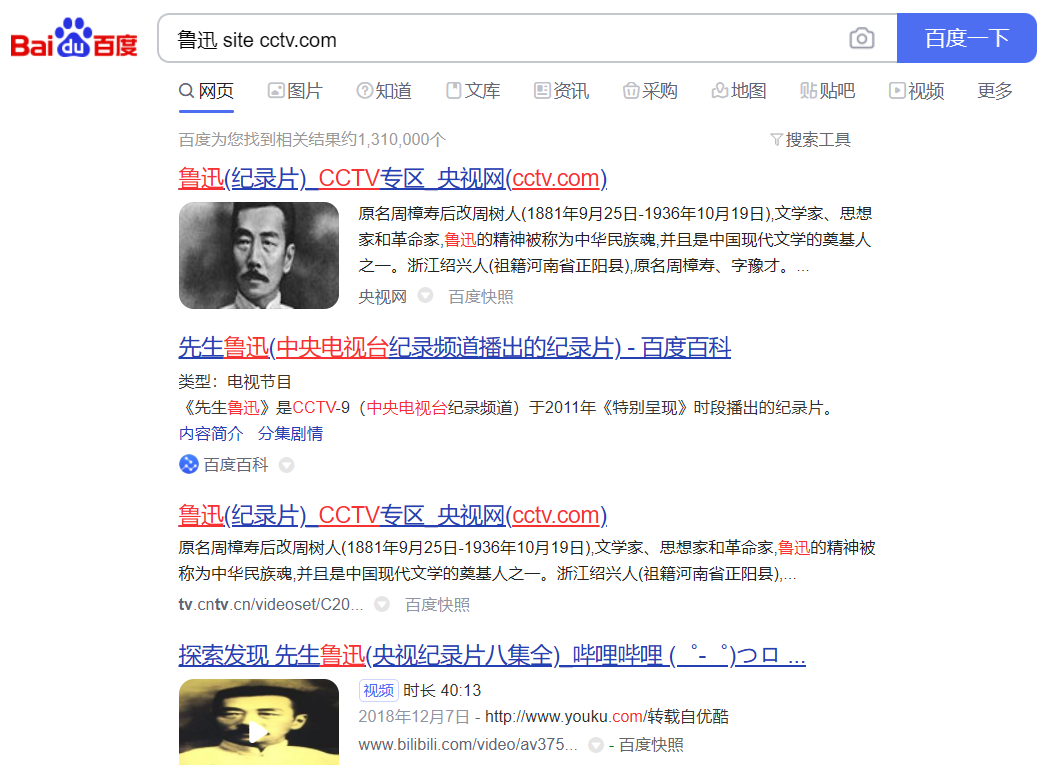 Bai du 百度
鲁迅 site cctv.com
百度一下
网页 图片 知道 文库 资讯 采购 地图 贴吧 视频 更多
百度为您找到相关结果约1,310,000个
搜索工具
鲁迅(纪录片)_CCTV专区_央视网(cctv.com)
原名周樟寿后改周树人(1881年9月25日-1936年10月19日),文学家、思想
家和革命家,鲁迅的精神被称为中华民族魂,并且是中国现代文学的奠基人
之一。浙江绍兴人(祖籍河南省正阳县),原名周樟寿、字豫才。...
央视网 百度快照
先生鲁迅(中央电视台纪录频道播出的纪录片) - 百度百科
类型：电视节目
《先生鲁迅》是CCTV-9（中央电视台纪录频道）于2011年《特别呈现》时段播出的纪录片。
内容简介 分集剧情
百度百科
鲁迅(纪录片)_CCTV专区_央视网(cctv.com)
原名周樟寿后改周树人(1881年9月25日-1936年10月19日),文学家、思想家和革命家,鲁迅的精神被
称为中华民族魂,并且是中国现代文学的奠基人之一。浙江绍兴人(祖籍河南省正阳县),...
tv.cntv.cn/videoset/C20... 百度快照
探索发现 先生鲁迅(央视纪录片八集全)_哔哩哔哩 (゜-゜)つロ ...
视频 时长 40:13
2018年12月7日 - http://www.youku.com/转载自优酷
www.bilibili.com/video/av375... - 百度快照